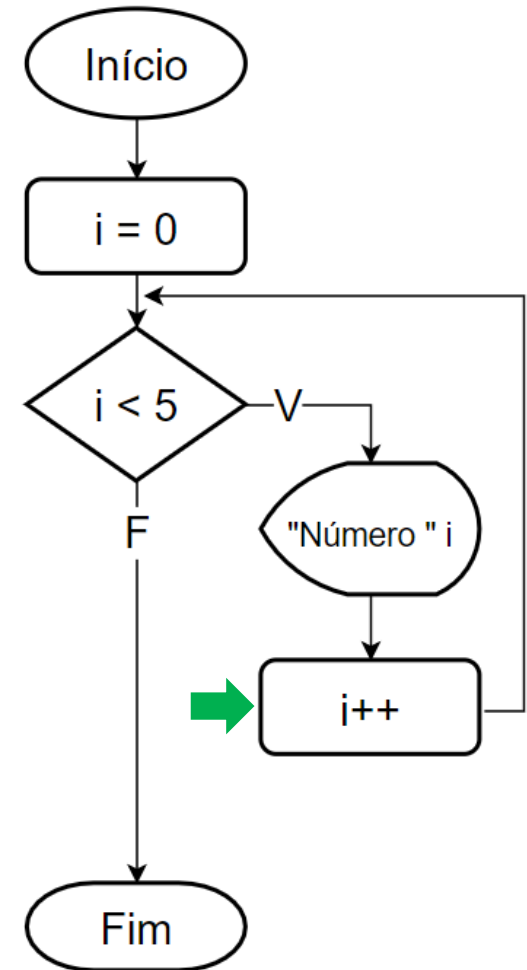 Início
i = 0
i < 5
V
F
"Número " i
i++
Fim